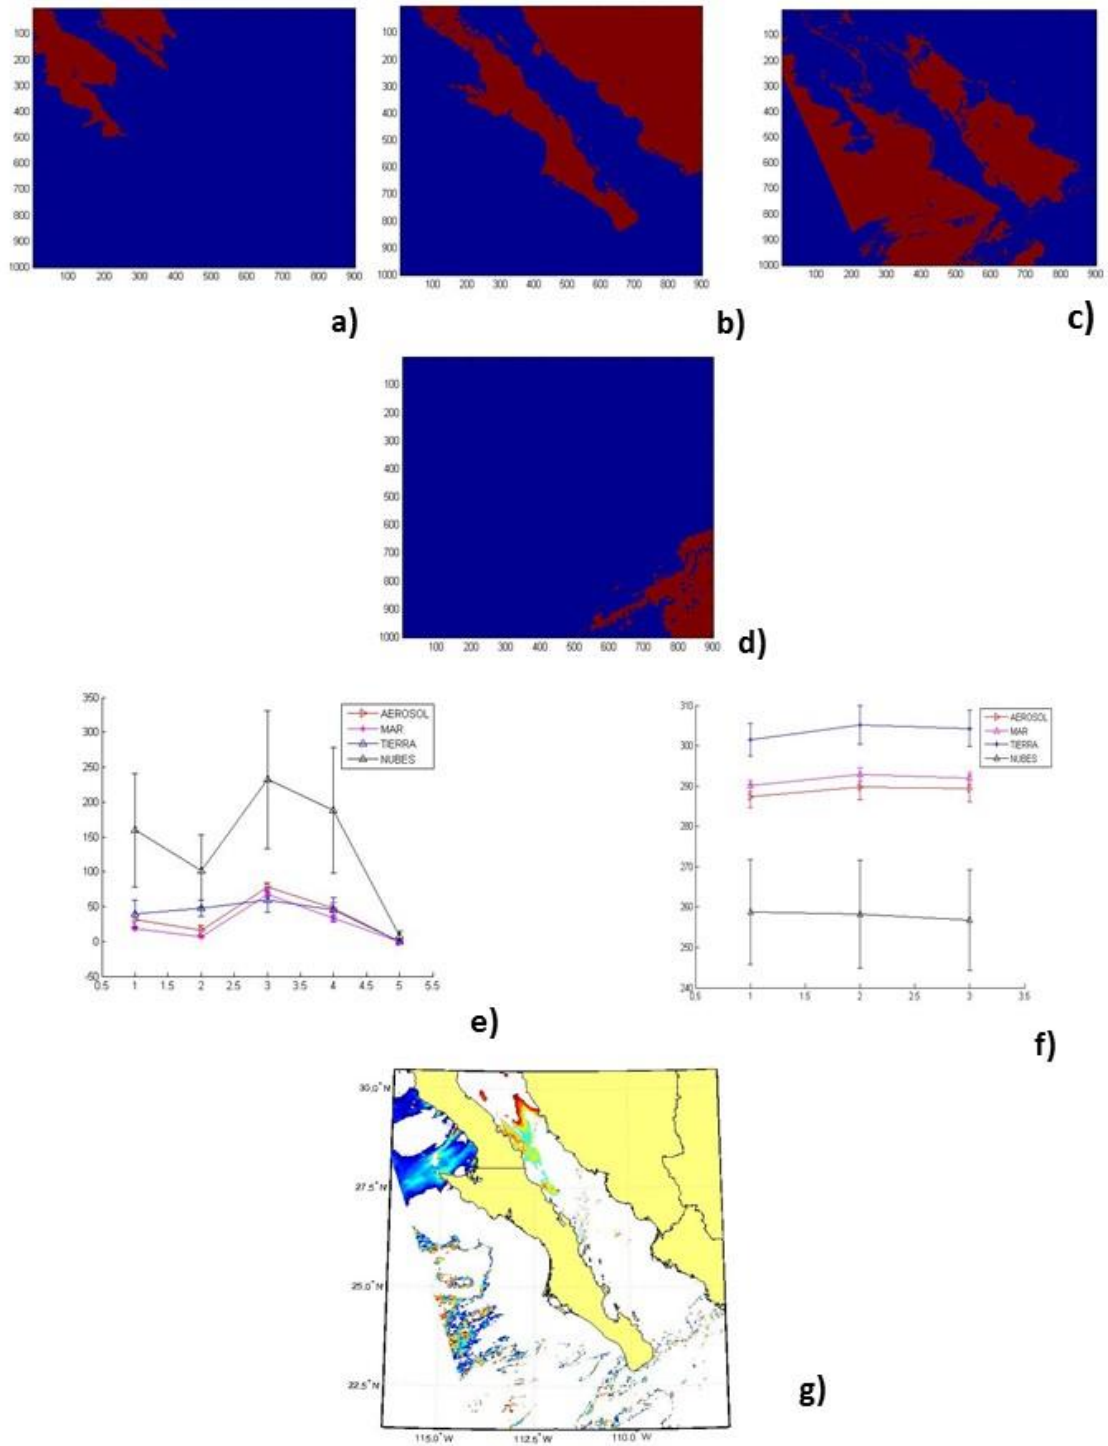 100
200
300
400
500
600
700
800
900
1000
100 200 300 400 500 600 700 800 900
a)
100
200
300
400
500
600
700
800
900
1000
100 200 300 400 500 600 700 800 900
b)
100
200
300
400
500
600
700
800
900
1000
100 200 300 400 500 600 700 800 900
c)
100
200
300
400
500
600
700
800
900
1000
100 200 300 400 500 600 700 800 900
d)
350
300
250
200
150
100
50
0
-50
0.5 1 1.5 2 2.5 3 3.5 4 4.5 5 5.5
AEROSOL
MAR
TIERRA
NUBES
e)
310
300
290
280
270
260
250
240
0.5 1 1.5 2 2.5 3 3.5
AEROSOL
MAR
TIERRA
NUBES
f)
30.0°N
27.5°N
25.0°N
22.5°N
115.0°W 112.5°W 110.0°W
g)